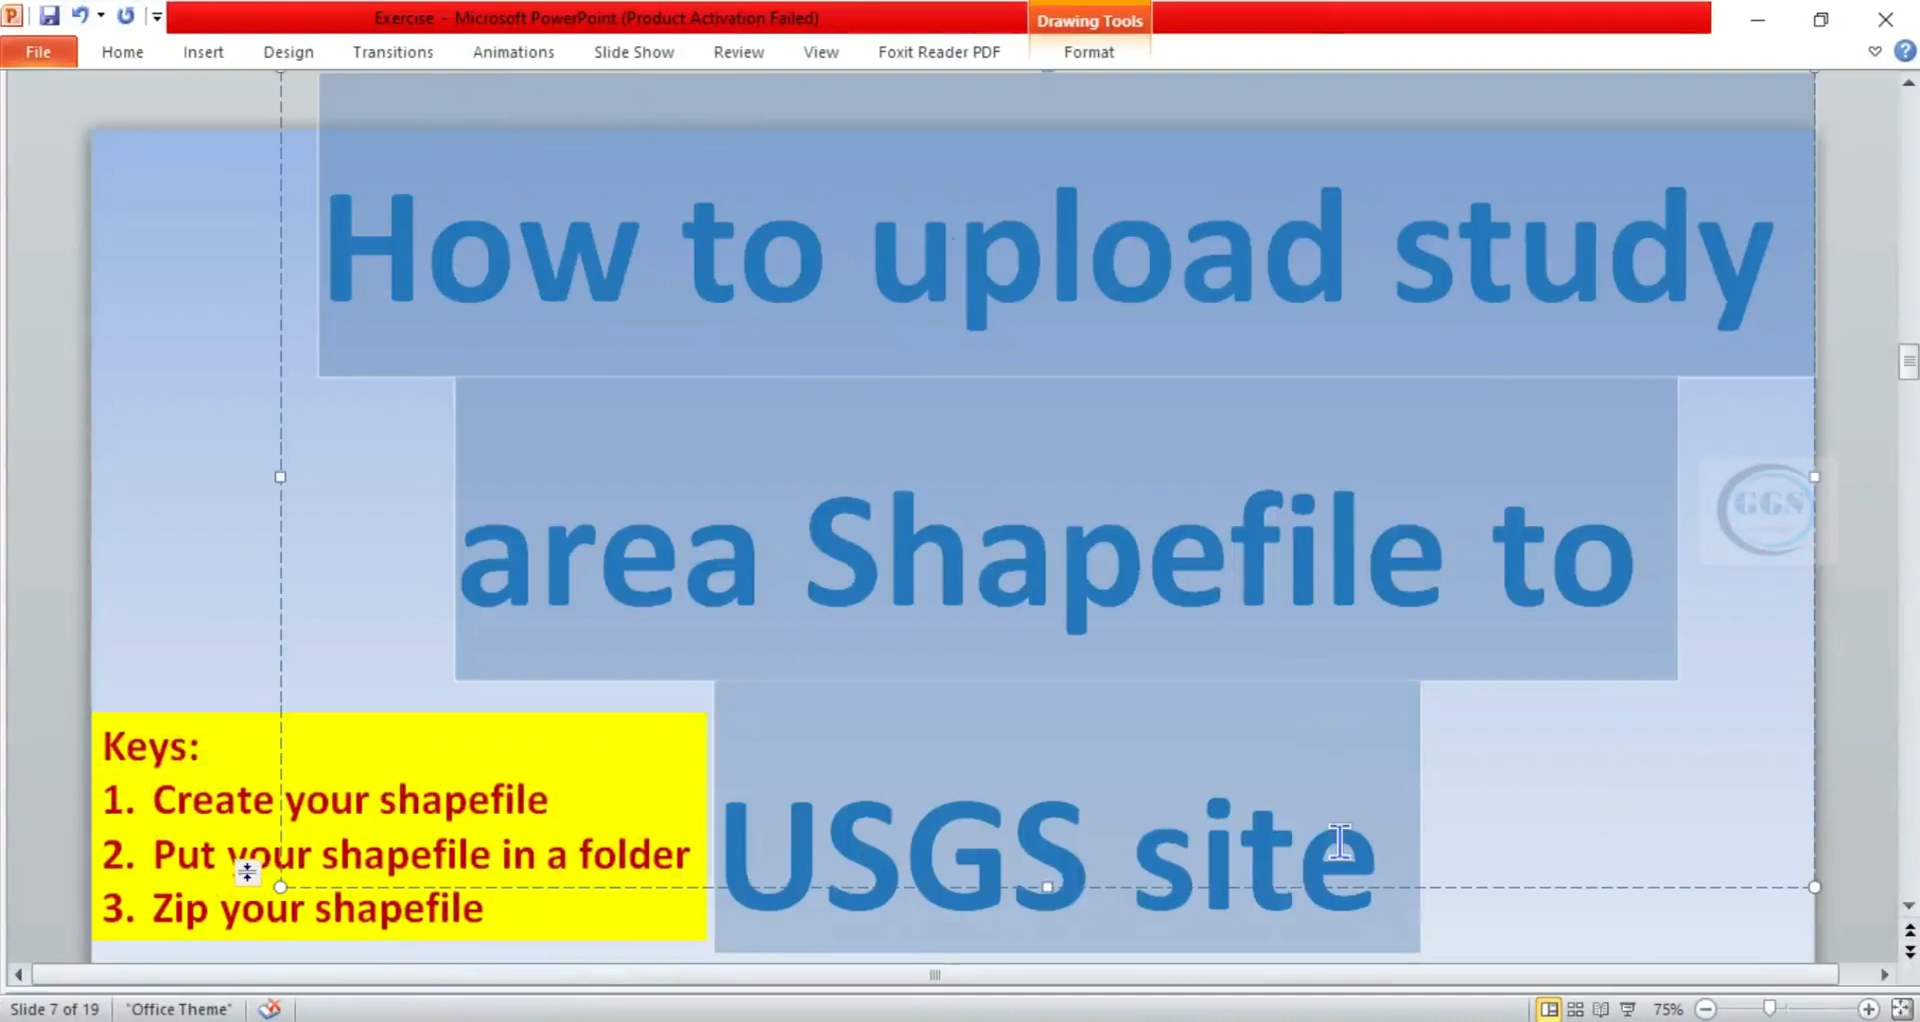 Exercise - Microsoft PowerPoint (Product Activation Failed)
Drawing Tools
File Home Insert Design Transitions Animations Slide Show Review View Foxit Reader PDF Format
How to upload study
area Shapefile to
USGS site
GGS
Keys:
1. Create your shapefile
2. Put your shapefile in a folder
3. Zip your shapefile
Slide 7 of 19 "Office Theme" 75%